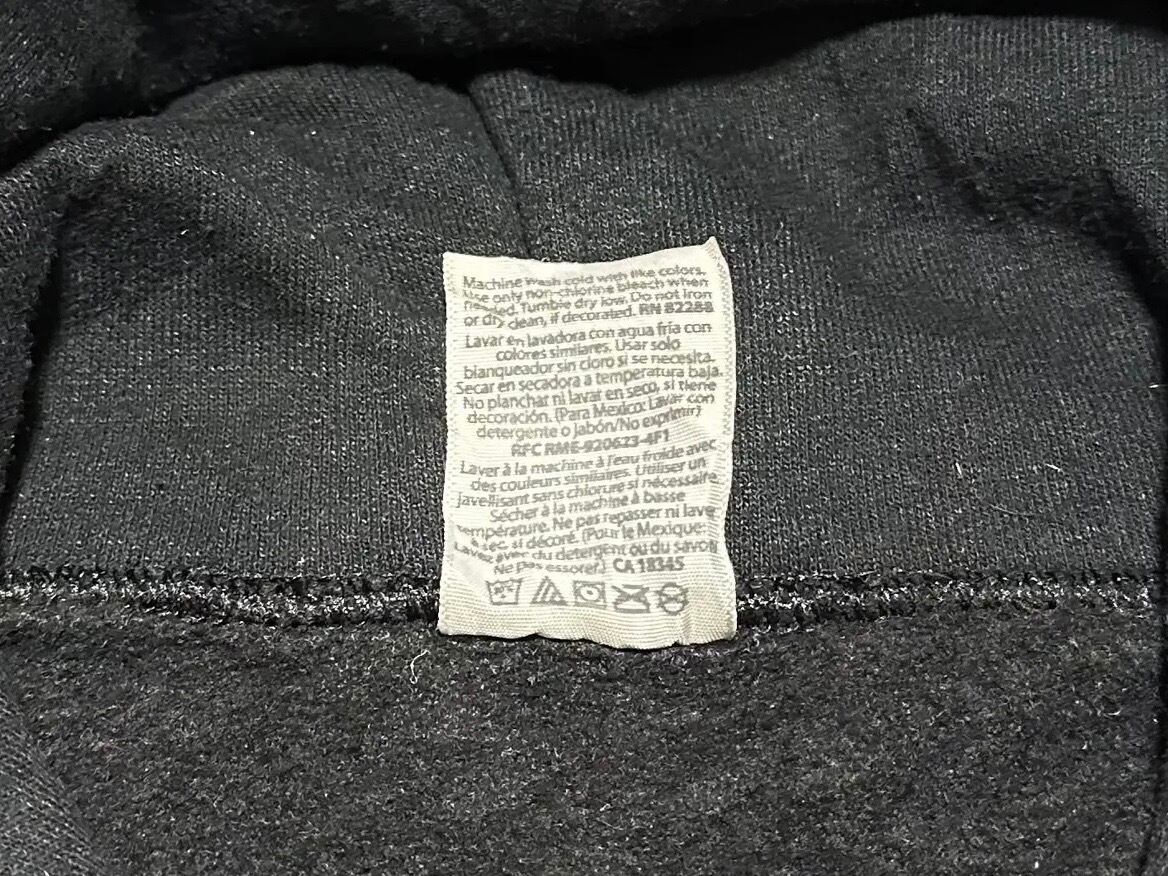 Machine wash cold with like colors.
Use only non-chlorine bleach when
needed. Tumble dry low. Do not iron
or dry clean, if decorated. RN 82288
Lavar en lavadora con agua fría con
colores similares. Usar solo
blanqueador sin cloro si se necesita.
Secar en secadora a temperatura baja.
No planchar ni lavar en seco, si tiene
decoración. (Para Mexico: Lavar con
detergente o jabón/No exprimir)
RFC RME-920623-4F1
Laver à la machine à l'eau froide avec
des couleurs similaires. Utiliser un
javellisant sans chlorure si nécessaire.
Sécher à la machine à basse
température. Ne pas repasser ni laver
à sec, si décoré. (Pour le Mexique:
Lavez avec du detergent ou du savon
Ne pas essorer.) CA 18345